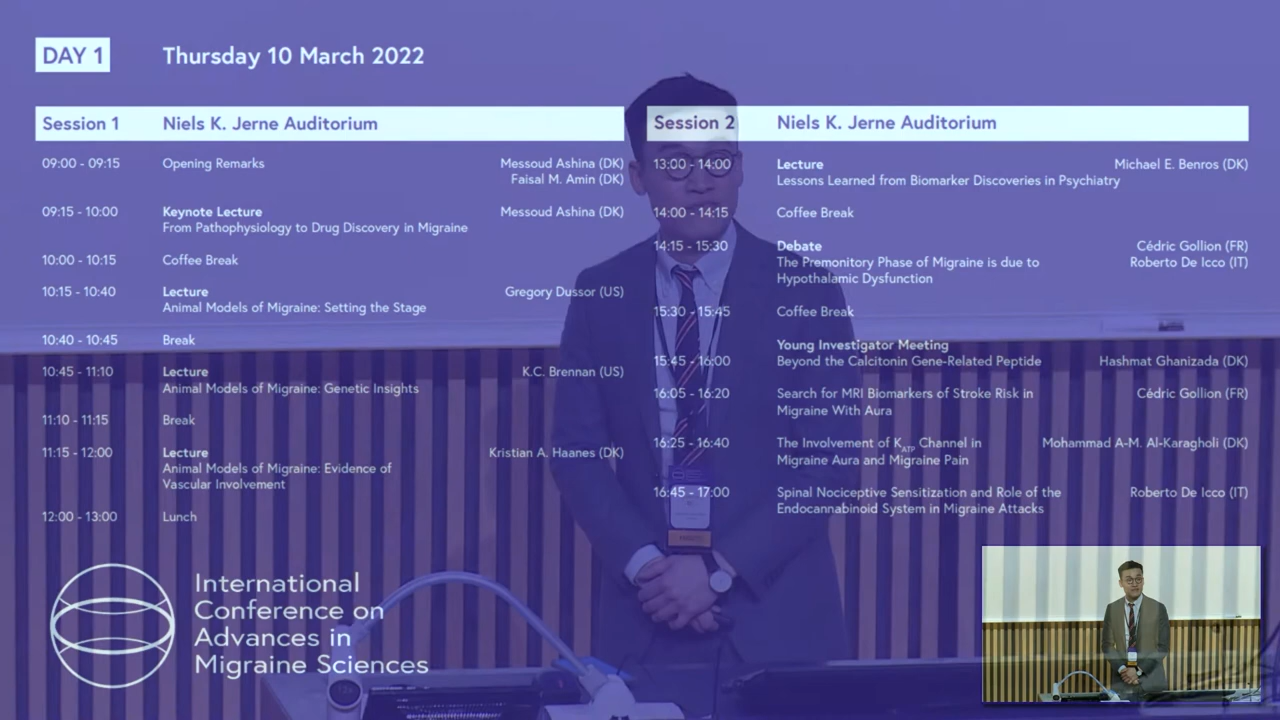 DAY 1 Thursday 10 March 2022
Session 1 Niels K. Jerne Auditorium
09:00 - 09:15 Opening Remarks Messoud Ashina (DK)
Faisal M. Amin (DK)
09:15 - 10:00 Keynote Lecture Messoud Ashina (DK)
From Pathophysiology to Drug Discovery in Migraine
10:00 - 10:15 Coffee Break
10:15 - 10:40 Lecture Gregory Dussor (US)
Animal Models of Migraine: Setting the Stage
10:40 - 10:45 Break
10:45 - 11:10 Lecture K.C. Brennan (US)
Animal Models of Migraine: Genetic Insights
11:10 - 11:15 Break
11:15 - 12:00 Lecture Kristian A. Haanes (DK)
Animal Models of Migraine: Evidence of
Vascular Involvement
12:00 - 13:00 Lunch
Session 2 Niels K. Jerne Auditorium
13:00 - 14:00 Lecture Michael E. Benros (DK)
Lessons Learned from Biomarker Discoveries in Psychiatry
14:00 - 14:15 Coffee Break
14:15 - 15:30 Debate Cédric Gollion (FR)
The Premonitory Phase of Migraine is due to Roberto De Icco (IT)
Hypothalamic Dysfunction
15:30 - 15:45 Coffee Break
Young Investigator Meeting
15:45 - 16:00 Beyond the Calcitonin Gene-Related Peptide Hashmat Ghanizada (DK)
16:05 - 16:20 Search for MRI Biomarkers of Stroke Risk in Cédric Gollion (FR)
Migraine With Aura
16:25 - 16:40 The Involvement of KATP Channel in Mohammad A-M. Al-Karagholi (DK)
Migraine Aura and Migraine Pain
16:45 - 17:00 Spinal Nociceptive Sensitization and Role of the Roberto De Icco (IT)
Endocannabinoid System in Migraine Attacks
International
Conference on
Advances in
Migraine Sciences